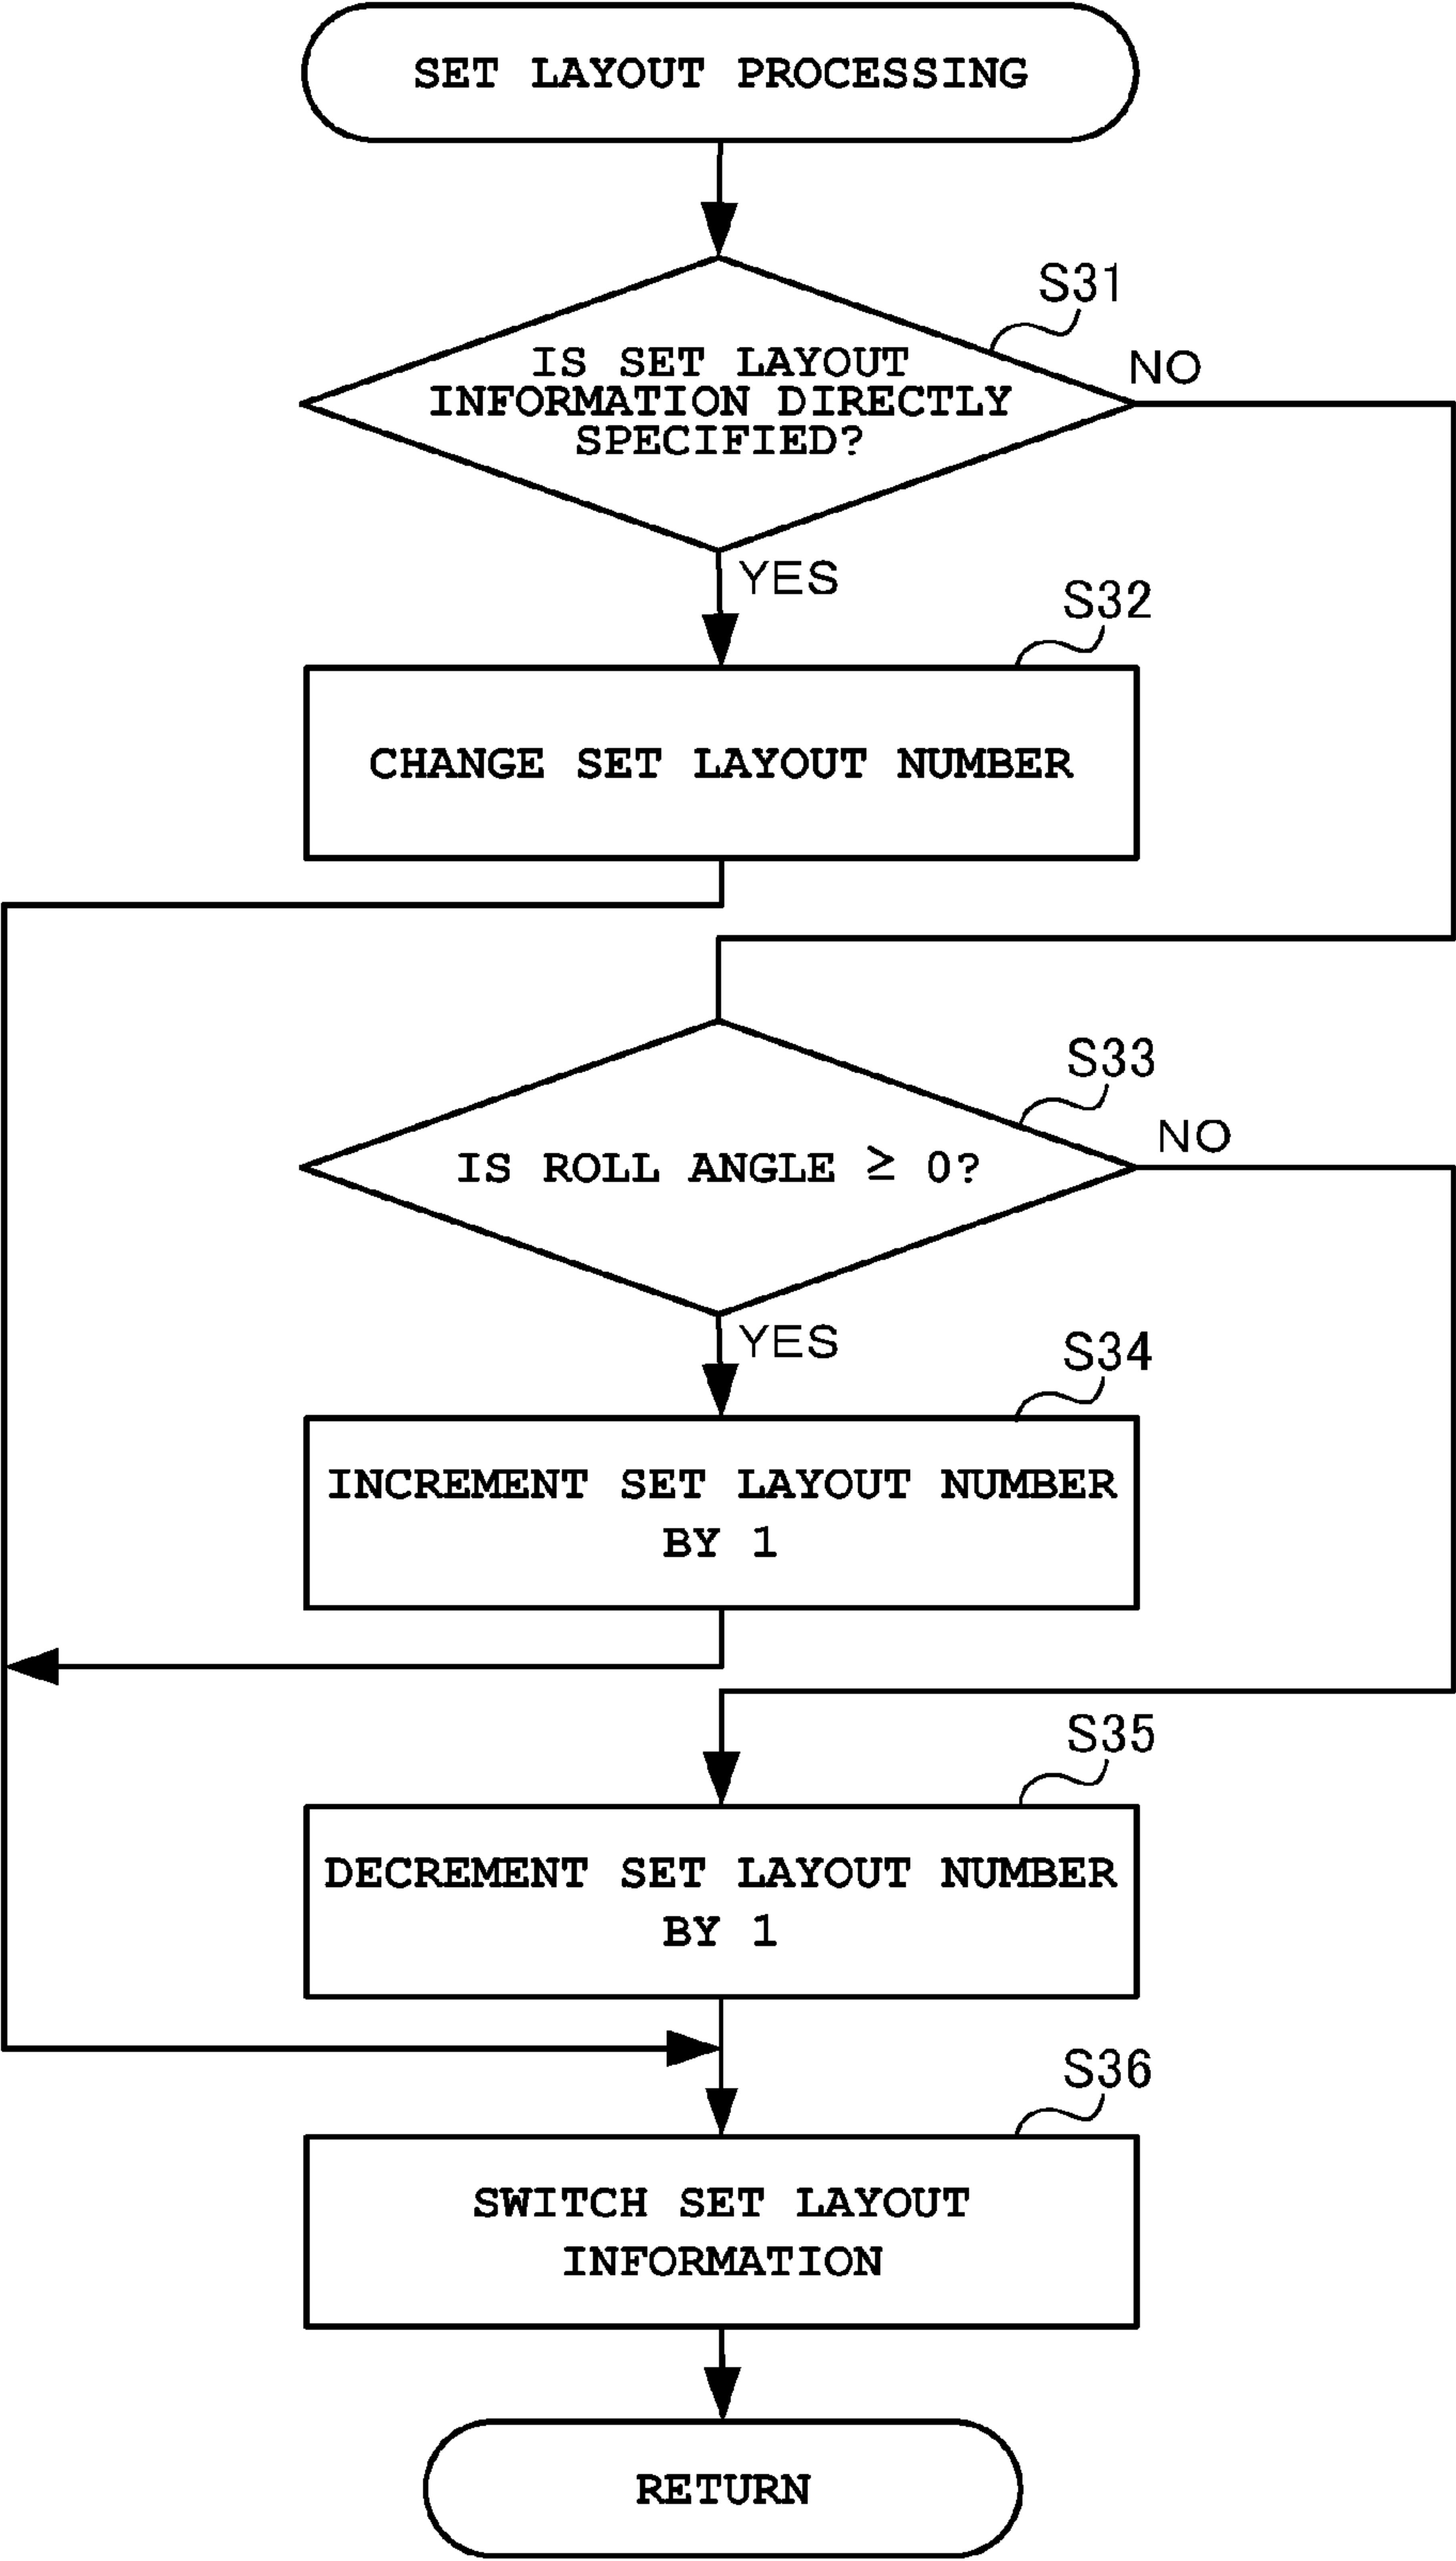 SET LAYOUT PROCESSING
S31
IS SET LAYOUT
INFORMATION DIRECTLY
SPECIFIED?
NO
YES
S32
CHANGE SET LAYOUT NUMBER
S33
IS ROLL ANGLE ≥ 0?
NO
YES
S34
INCREMENT SET LAYOUT NUMBER
BY 1
S35
DECREMENT SET LAYOUT NUMBER
BY 1
S36
SWITCH SET LAYOUT
INFORMATION
RETURN